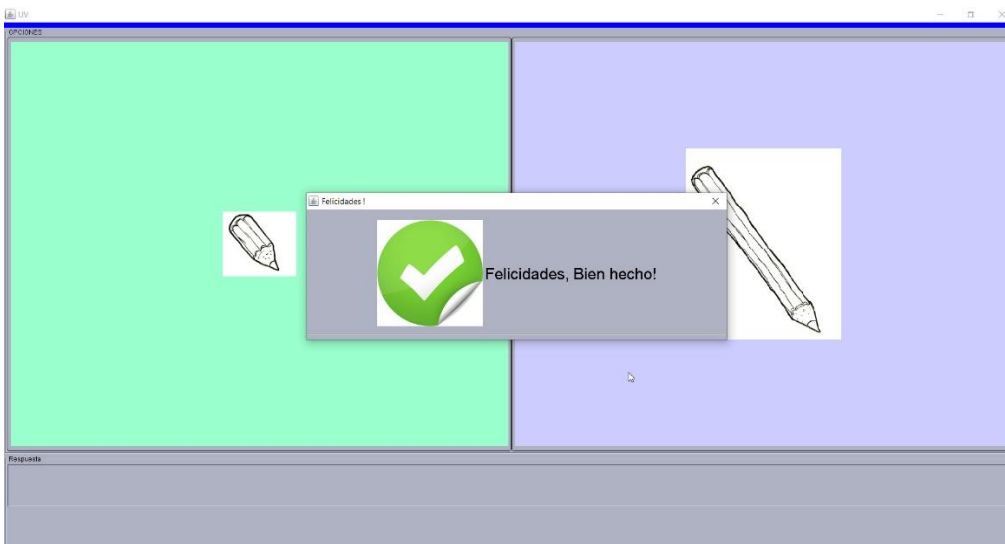 UV
OPCIONES
Felicidades !
Felicidades, Bien hecho!
Respuesta